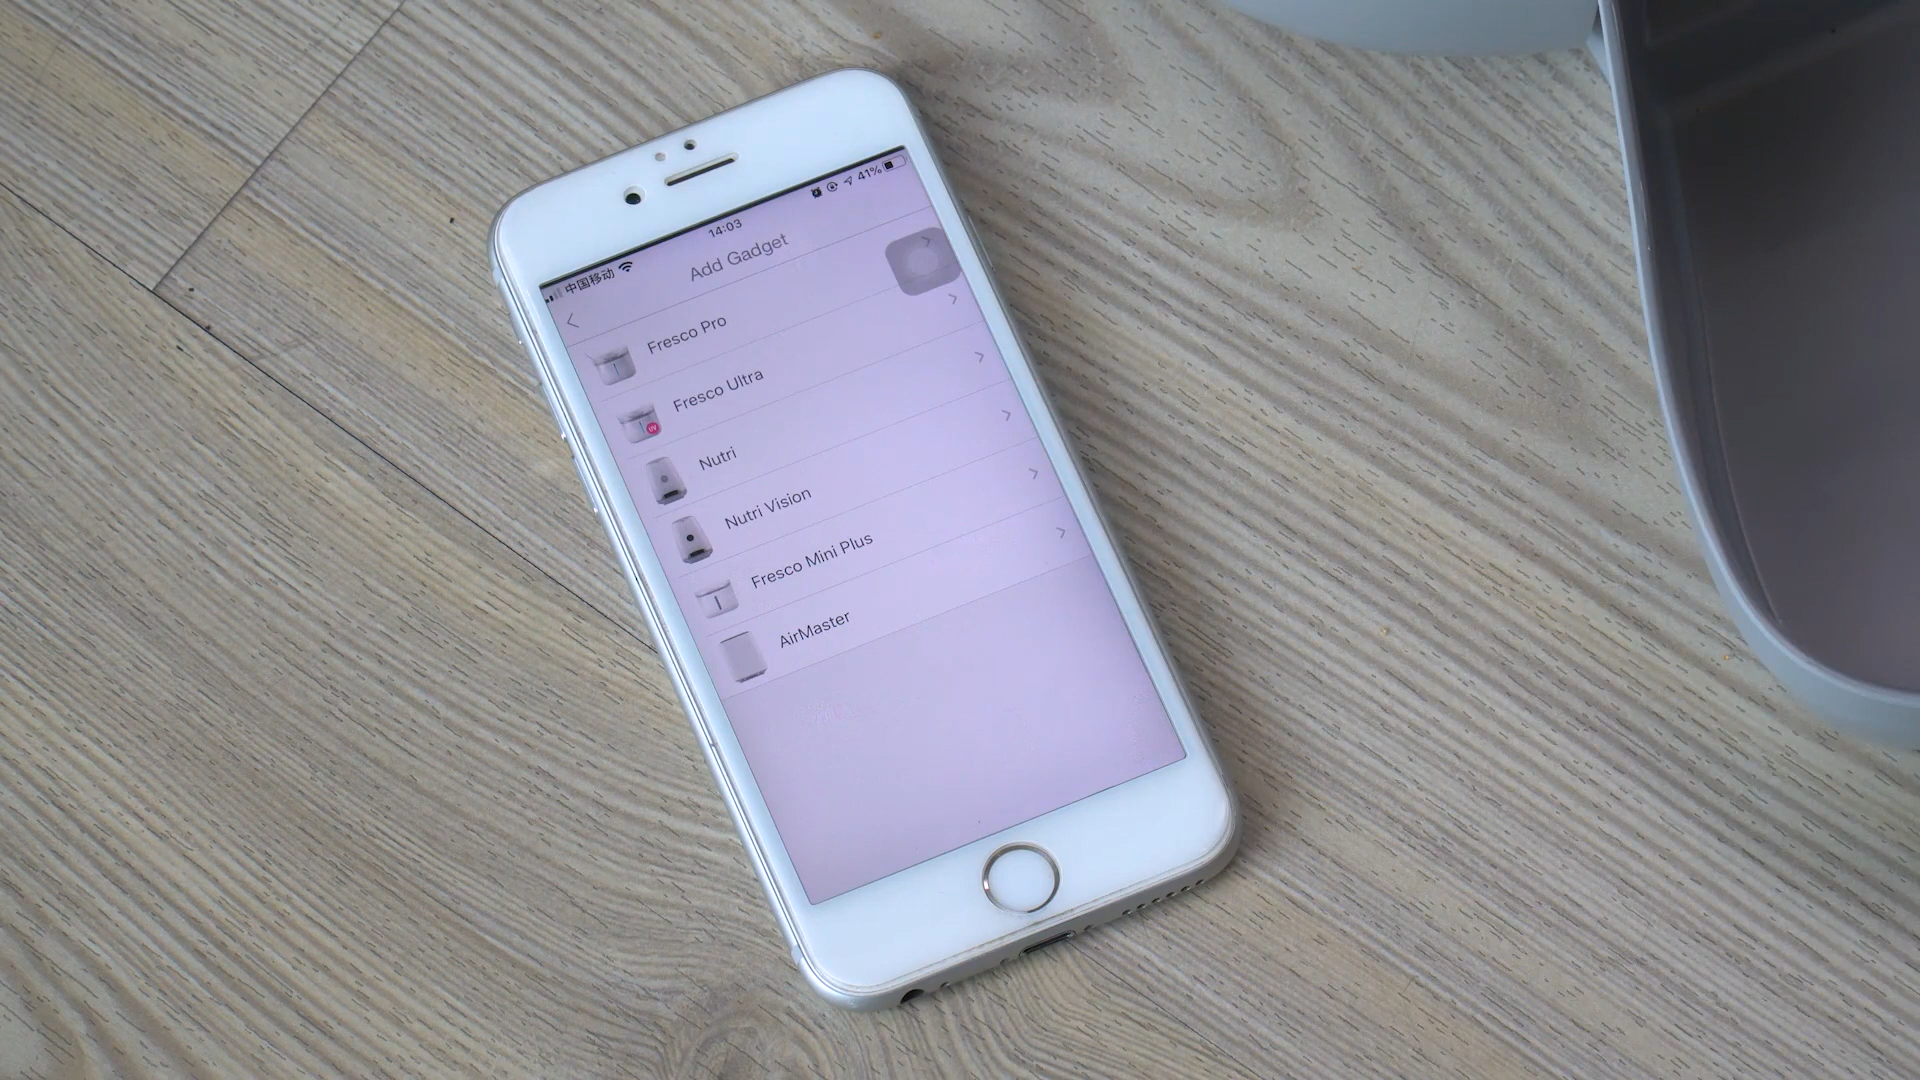 中国移动 14:03 41%
Add Gadget
Fresco Pro
Fresco Ultra
UV
Nutri
Nutri Vision
Fresco Mini Plus
AirMaster